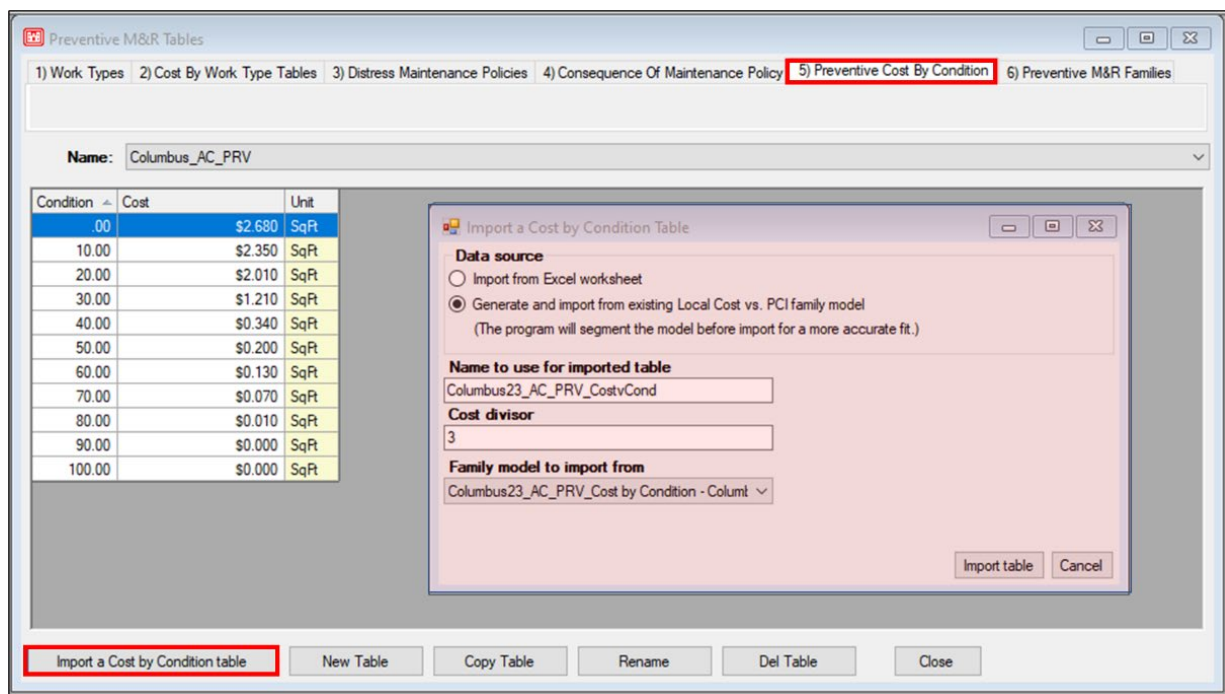 Preventive M&R Tables
1) Work Types 2) Cost By Work Type Tables 3) Distress Maintenance Policies 4) Consequence Of Maintenance Policy 5) Preventive Cost By Condition 6) Preventive M&R Families
Name: Columbus_AC_PRV
Condition Cost Unit
.00 $2.680 SqFt
10.00 $2.350 SqFt
20.00 $2.010 SqFt
30.00 $1.210 SqFt
40.00 $0.340 SqFt
50.00 $0.200 SqFt
60.00 $0.130 SqFt
70.00 $0.070 SqFt
80.00 $0.010 SqFt
90.00 $0.000 SqFt
100.00 $0.000 SqFt
Import a Cost by Condition Table
Data source
Import from Excel worksheet
Generate and import from existing Local Cost vs. PCI family model
(The program will segment the model before import for a more accurate fit.)
Name to use for imported table
Columbus23_AC_PRV_CostvCond
Cost divisor
3
Family model to import from
Columbus23_AC_PRV_Cost by Condition - Columb
Import table Cancel
Import a Cost by Condition table New Table Copy Table Rename Del Table Close